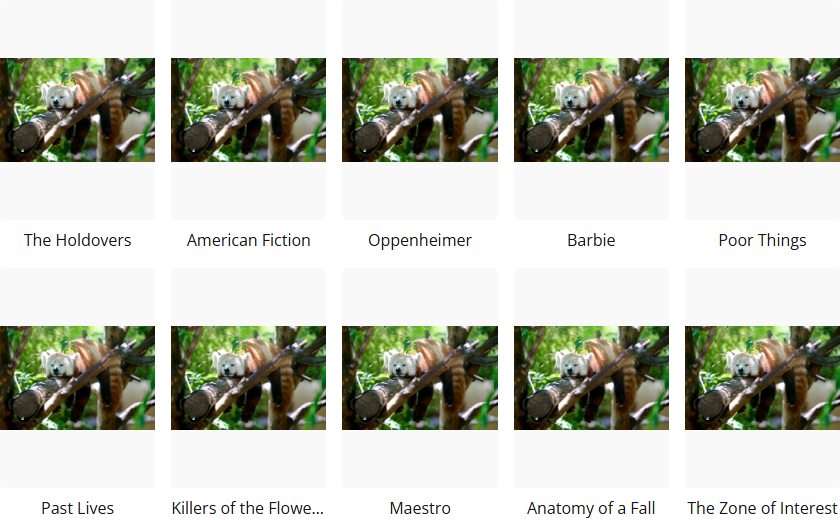 The Holdovers
American Fiction
Oppenheimer
Barbie
Poor Things
Past Lives
Killers of the Flowe...
Maestro
Anatomy of a Fall
The Zone of Interest